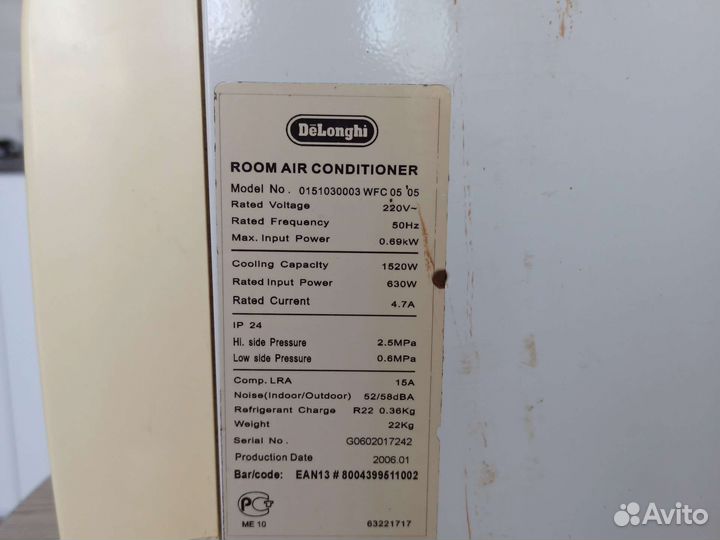 DeLonghi
ROOM AIR CONDITIONER
Model No. 0151030003 WFC 05 05
Rated Voltage 220V~
Rated Frequency 50Hz
Max. Input Power 0.69kW
Cooling Capacity 1520W
Rated Input Power 630W
Rated Current 4.7A
IP 24
Hi. side Pressure 2.5MPa
Low side Pressure 0.6MPa
Comp. LRA 15A
Noise(Indoor/Outdoor) 52/58dBA
Refrigerant Charge R22 0.36Kg
Weight 22Kg
Serial No. G0602017242
Production Date 2006.01
Bar/code: EAN13 # 8004399511002
РСТ
ME 10 63221717
Avito